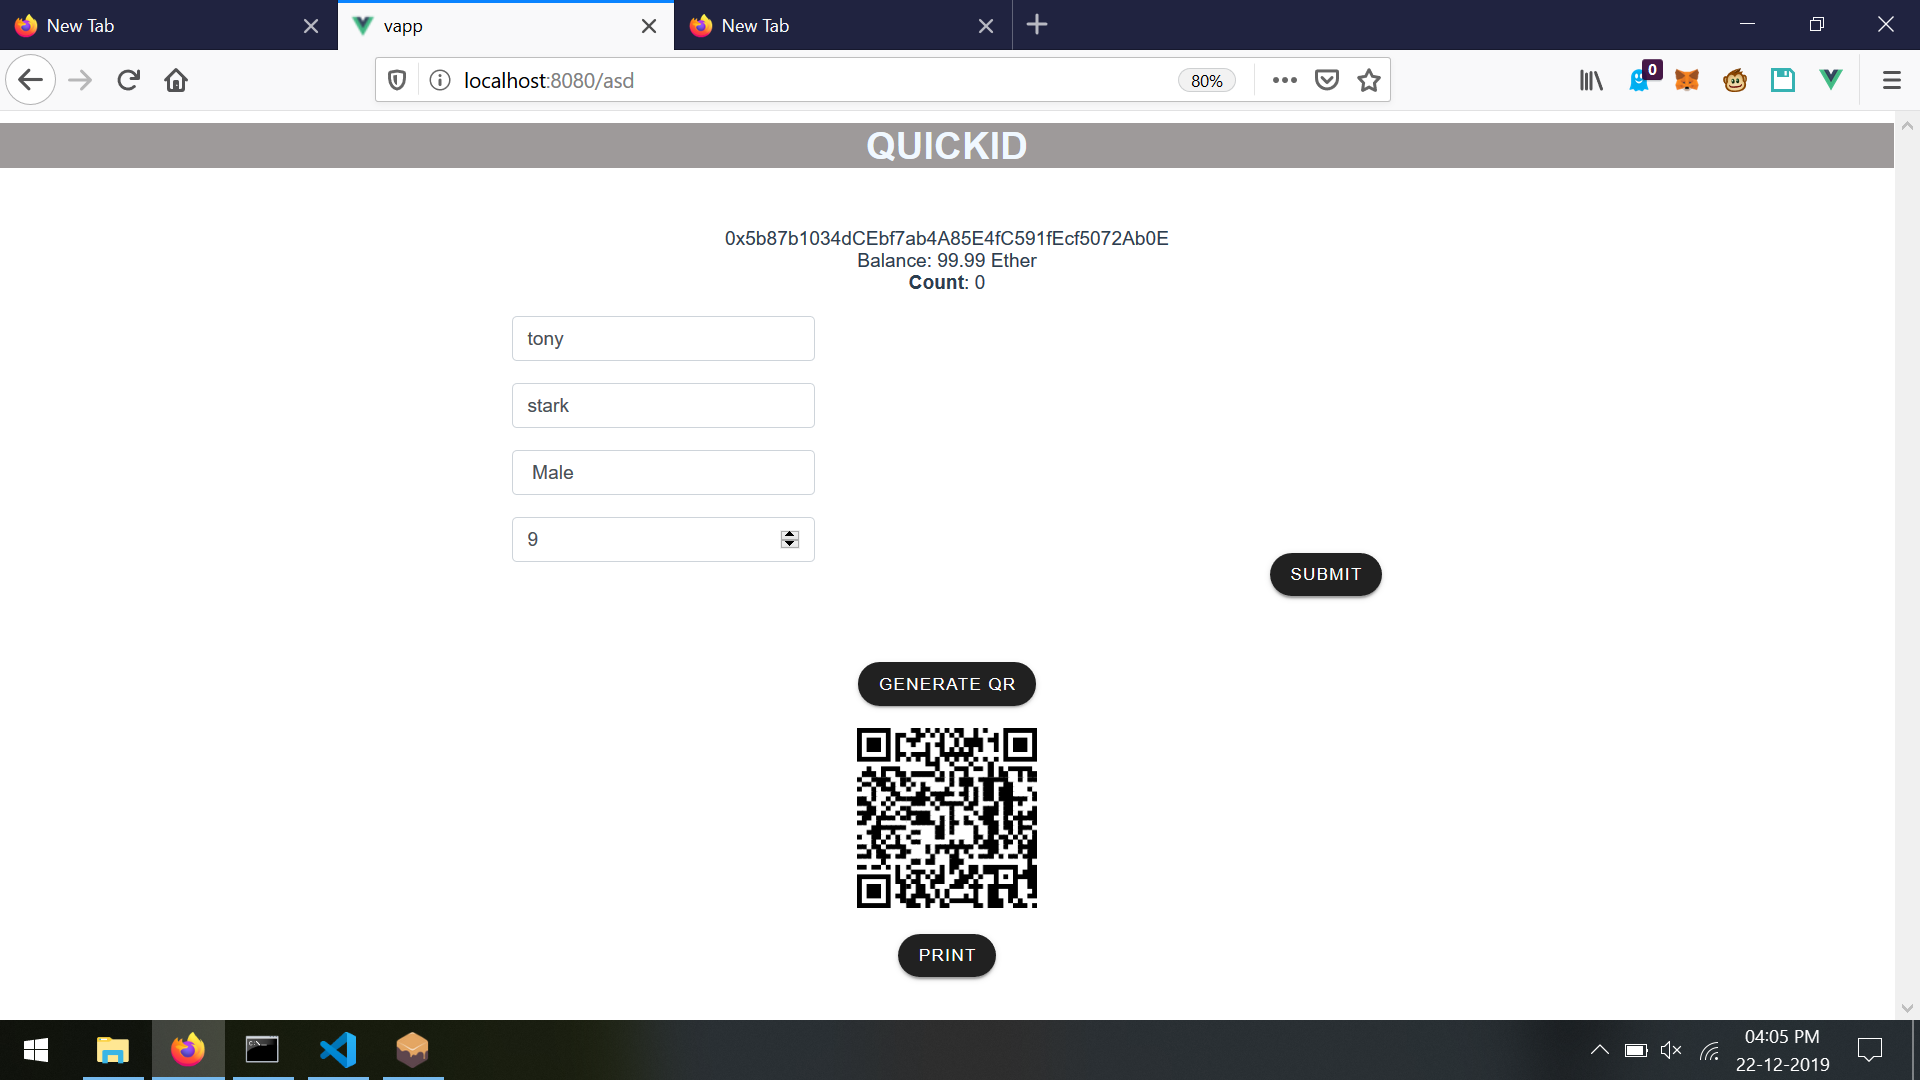 New Tab
vapp
New Tab
localhost:8080/asd
80%
0
QUICKID
0x5b87b1034dCEbf7ab4A85E4fC591fEcf5072Ab0E
Balance: 99.99 Ether
Count: 0
tony
stark
Male
9
SUBMIT
GENERATE QR
PRINT
04:05 PM
22-12-2019